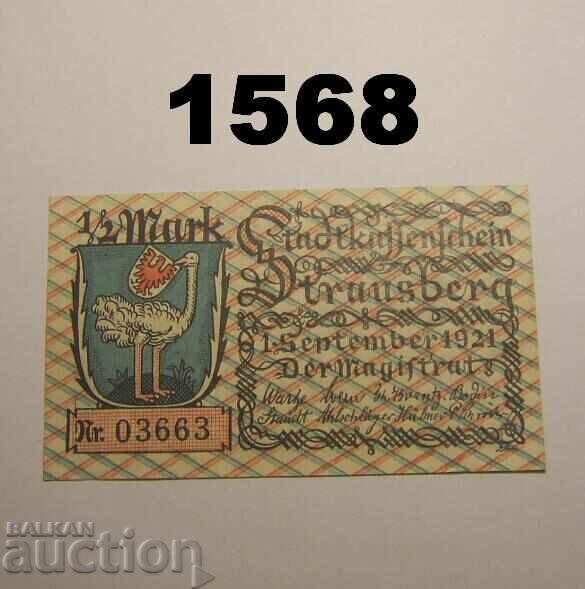 1568
1/2 Mark
Stadtkassenschein
Strausberg
1. September 1921
Der Magistrat:
Nr. 03663
BALKAN
auction